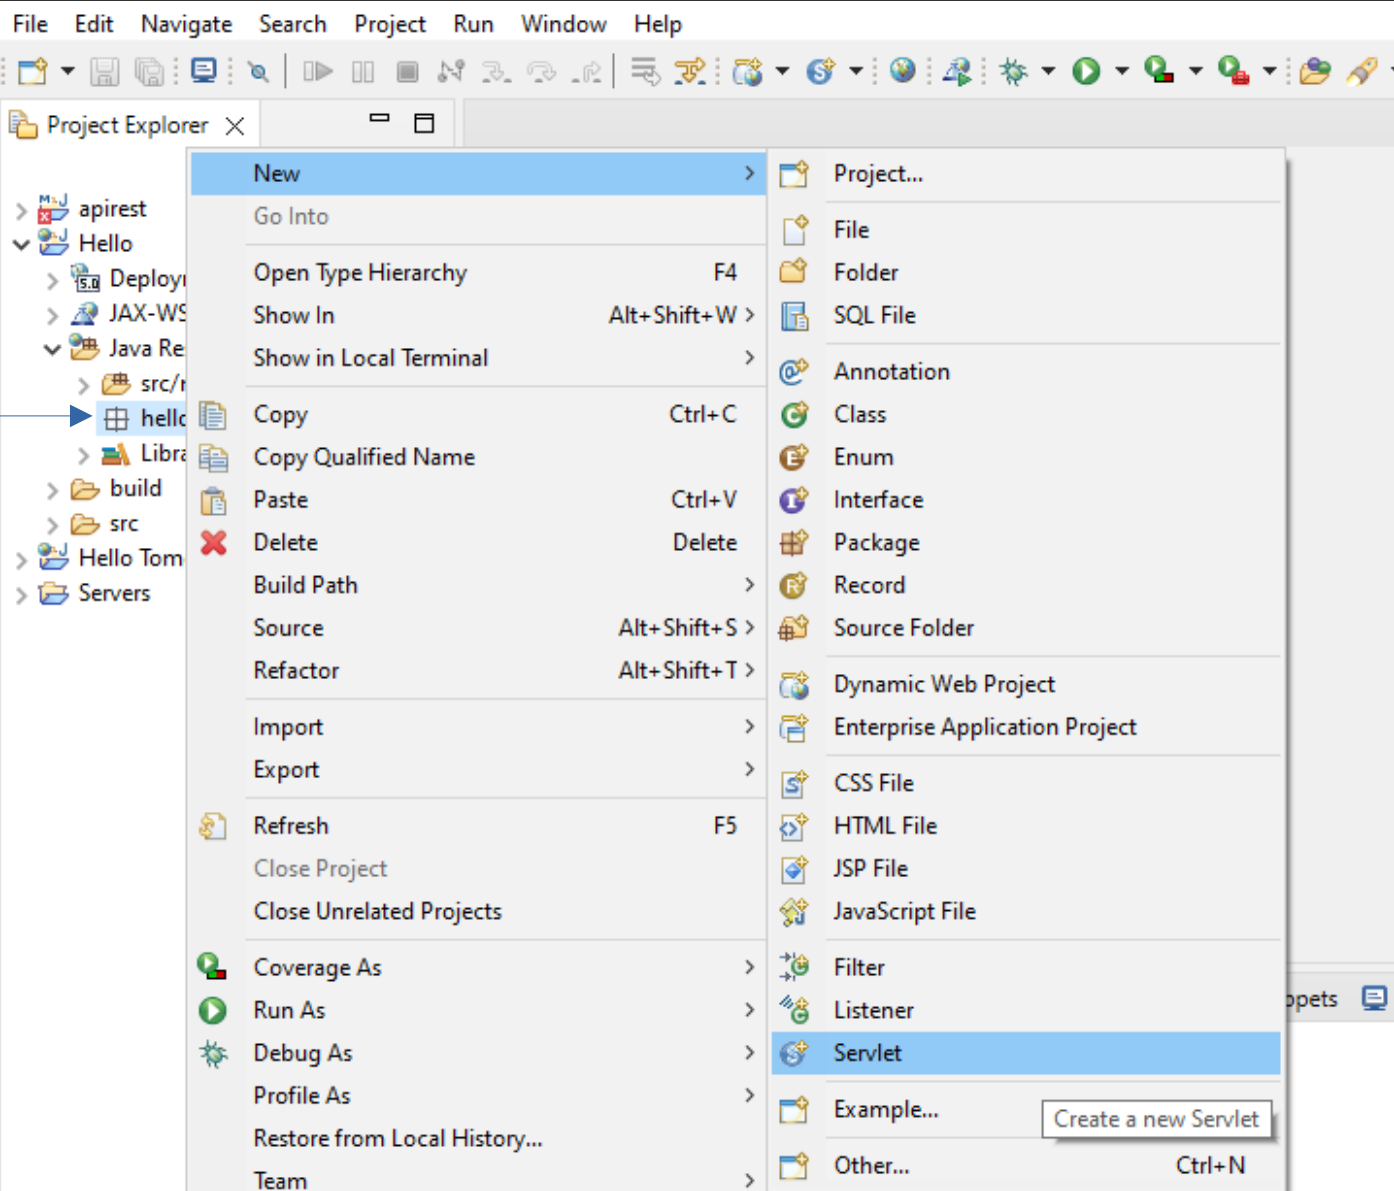 File Edit Navigate Search Project Run Window Help
Project Explorer
apirest
Hello
5.0 Deploy
JAX-WS
Java Re
src/
hello
Libra
build
src
Hello Tom
Servers
New
Go Into
Open Type Hierarchy F4
Show In Alt+Shift+W
Show in Local Terminal
Copy Ctrl+C
Copy Qualified Name
Paste Ctrl+V
Delete Delete
Build Path
Source Alt+Shift+S
Refactor Alt+Shift+T
Import
Export
Refresh F5
Close Project
Close Unrelated Projects
Coverage As
Run As
Debug As
Profile As
Restore from Local History...
Team
Project...
File
Folder
SQL File
Annotation
Class
Enum
Interface
Package
Record
Source Folder
Dynamic Web Project
Enterprise Application Project
CSS File
HTML File
JSP File
JavaScript File
Filter
Listener
Servlet
Example...
Create a new Servlet
Other... Ctrl+N
ppets